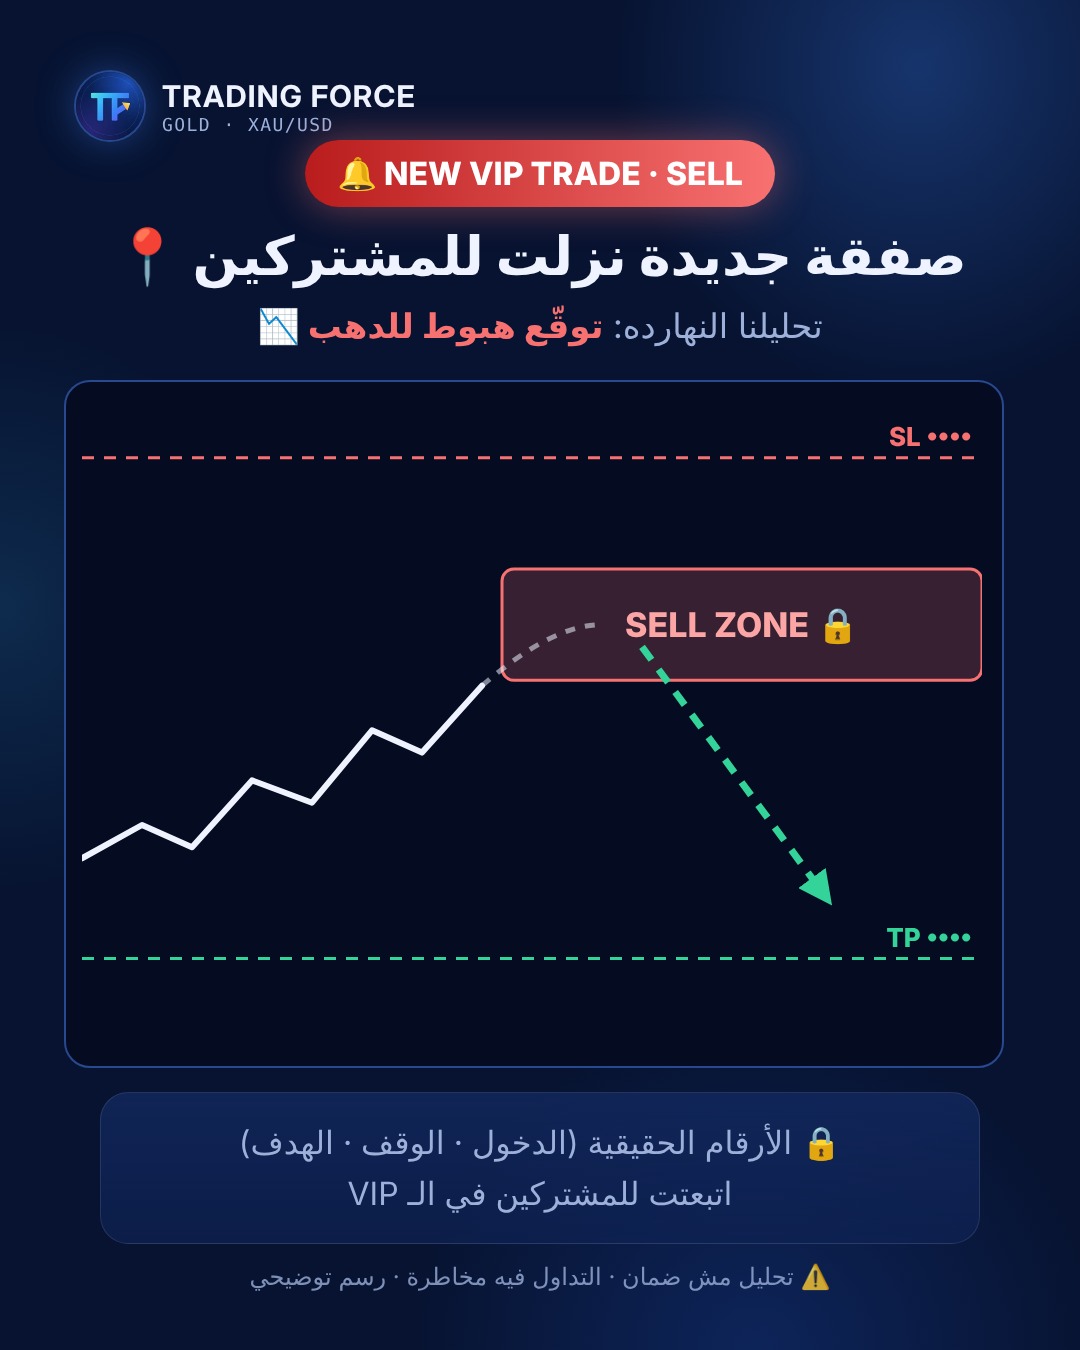 TRADING FORCE
GOLD · XAU/USD
🔔 NEW VIP TRADE · SELL
صفقة جديدة نزلت للمشتركين 📍
تحليلنا النهارده: توقّع هبوط للدهب 📉
SL ••••
SELL ZONE 🔒
TP ••••
🔒 الأرقام الحقيقية (الدخول · الوقف · الهدف)
اتبعتت للمشتركين في الـ VIP
⚠️ تحليل مش ضمان · التداول فيه مخاطرة · رسم توضيحي